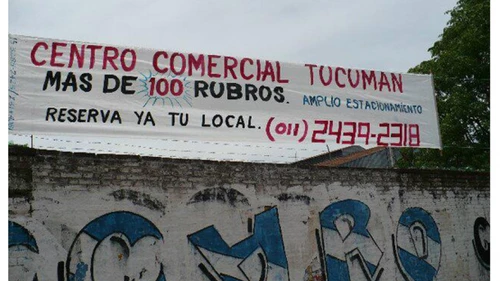 CENTRO COMERCIAL TUCUMAN
MAS DE 100 RUBROS. AMPLIO ESTACIONAMIENTO
RESERVA YA TU LOCAL. (011) 2439-2318